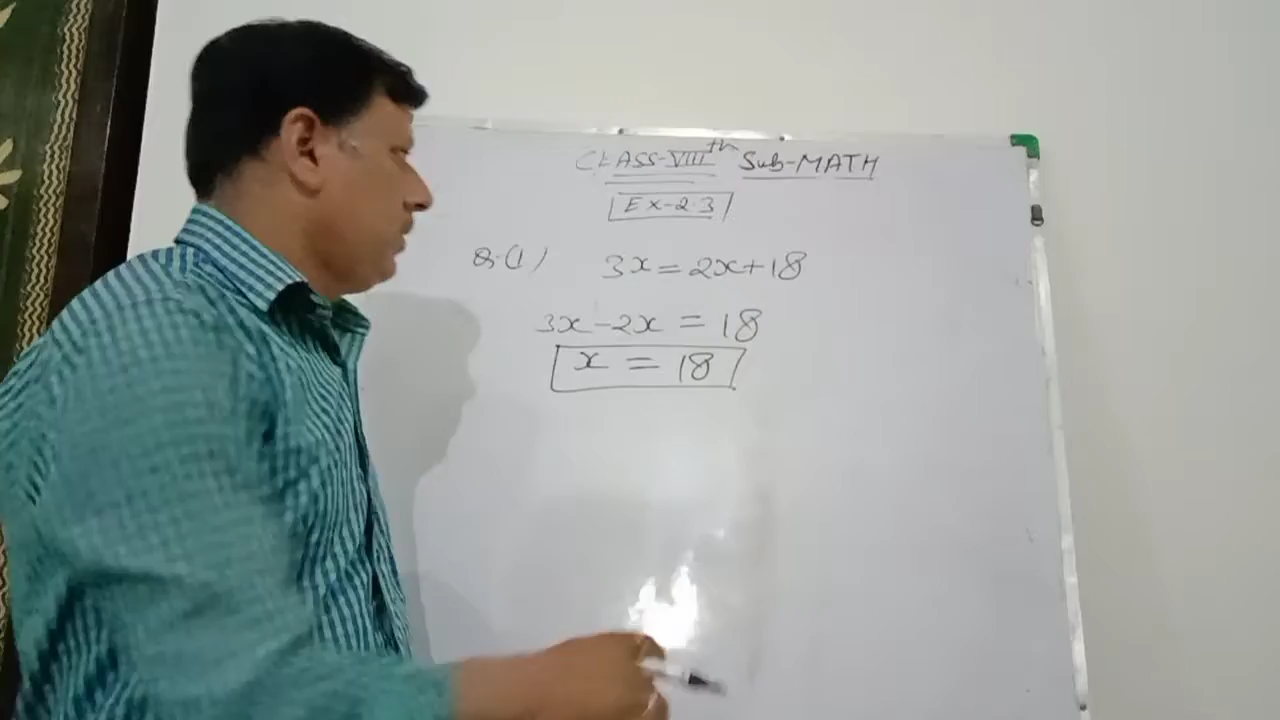 CLASS-VIIIth Sub-MATH
Ex-2.3
Q.(1) 3x=2x+18
3x-2x = 18
x = 18